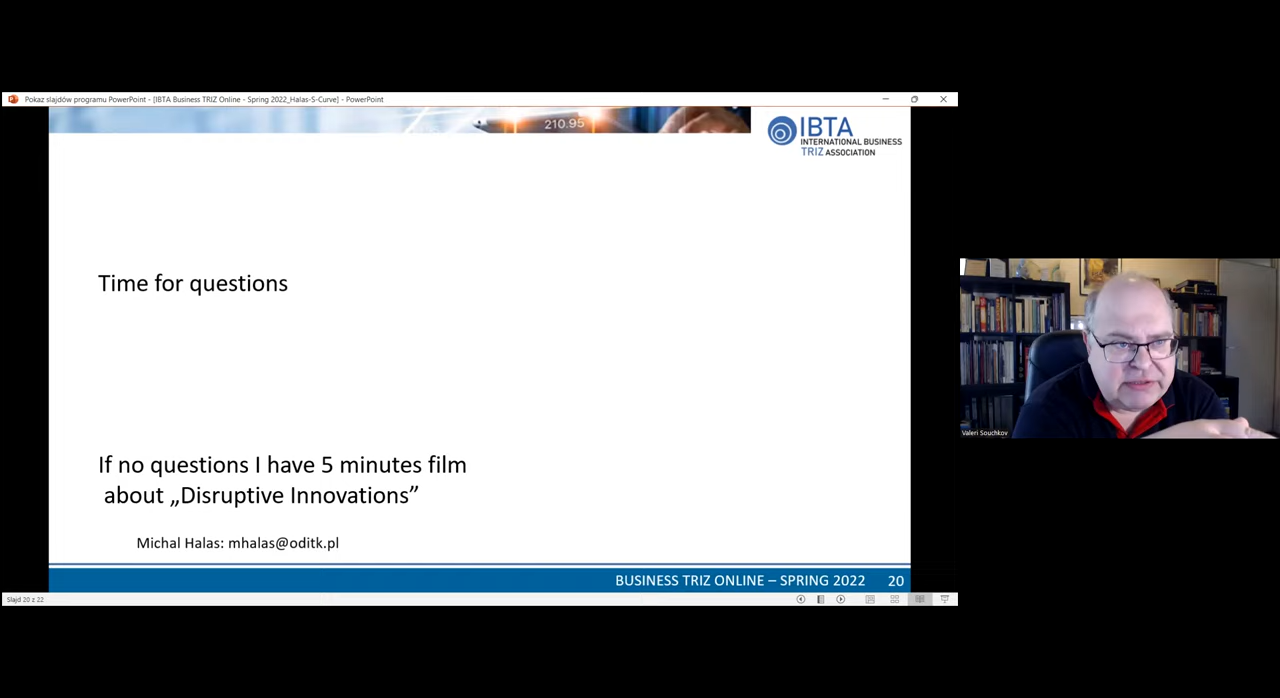 Pokaz slajdów programu PowerPoint - [IBTA Business TRIZ Online - Spring 2022_Halas-S-Curve] - PowerPoint
210.95
IBTA
INTERNATIONAL BUSINESS
TRIZ ASSOCIATION
Time for questions
If no questions I have 5 minutes film
about „Disruptive Innovations”
Michal Halas: mhalas@oditk.pl
BUSINESS TRIZ ONLINE – SPRING 2022 20
Slajd 20 z 22
Valeri Souchkov